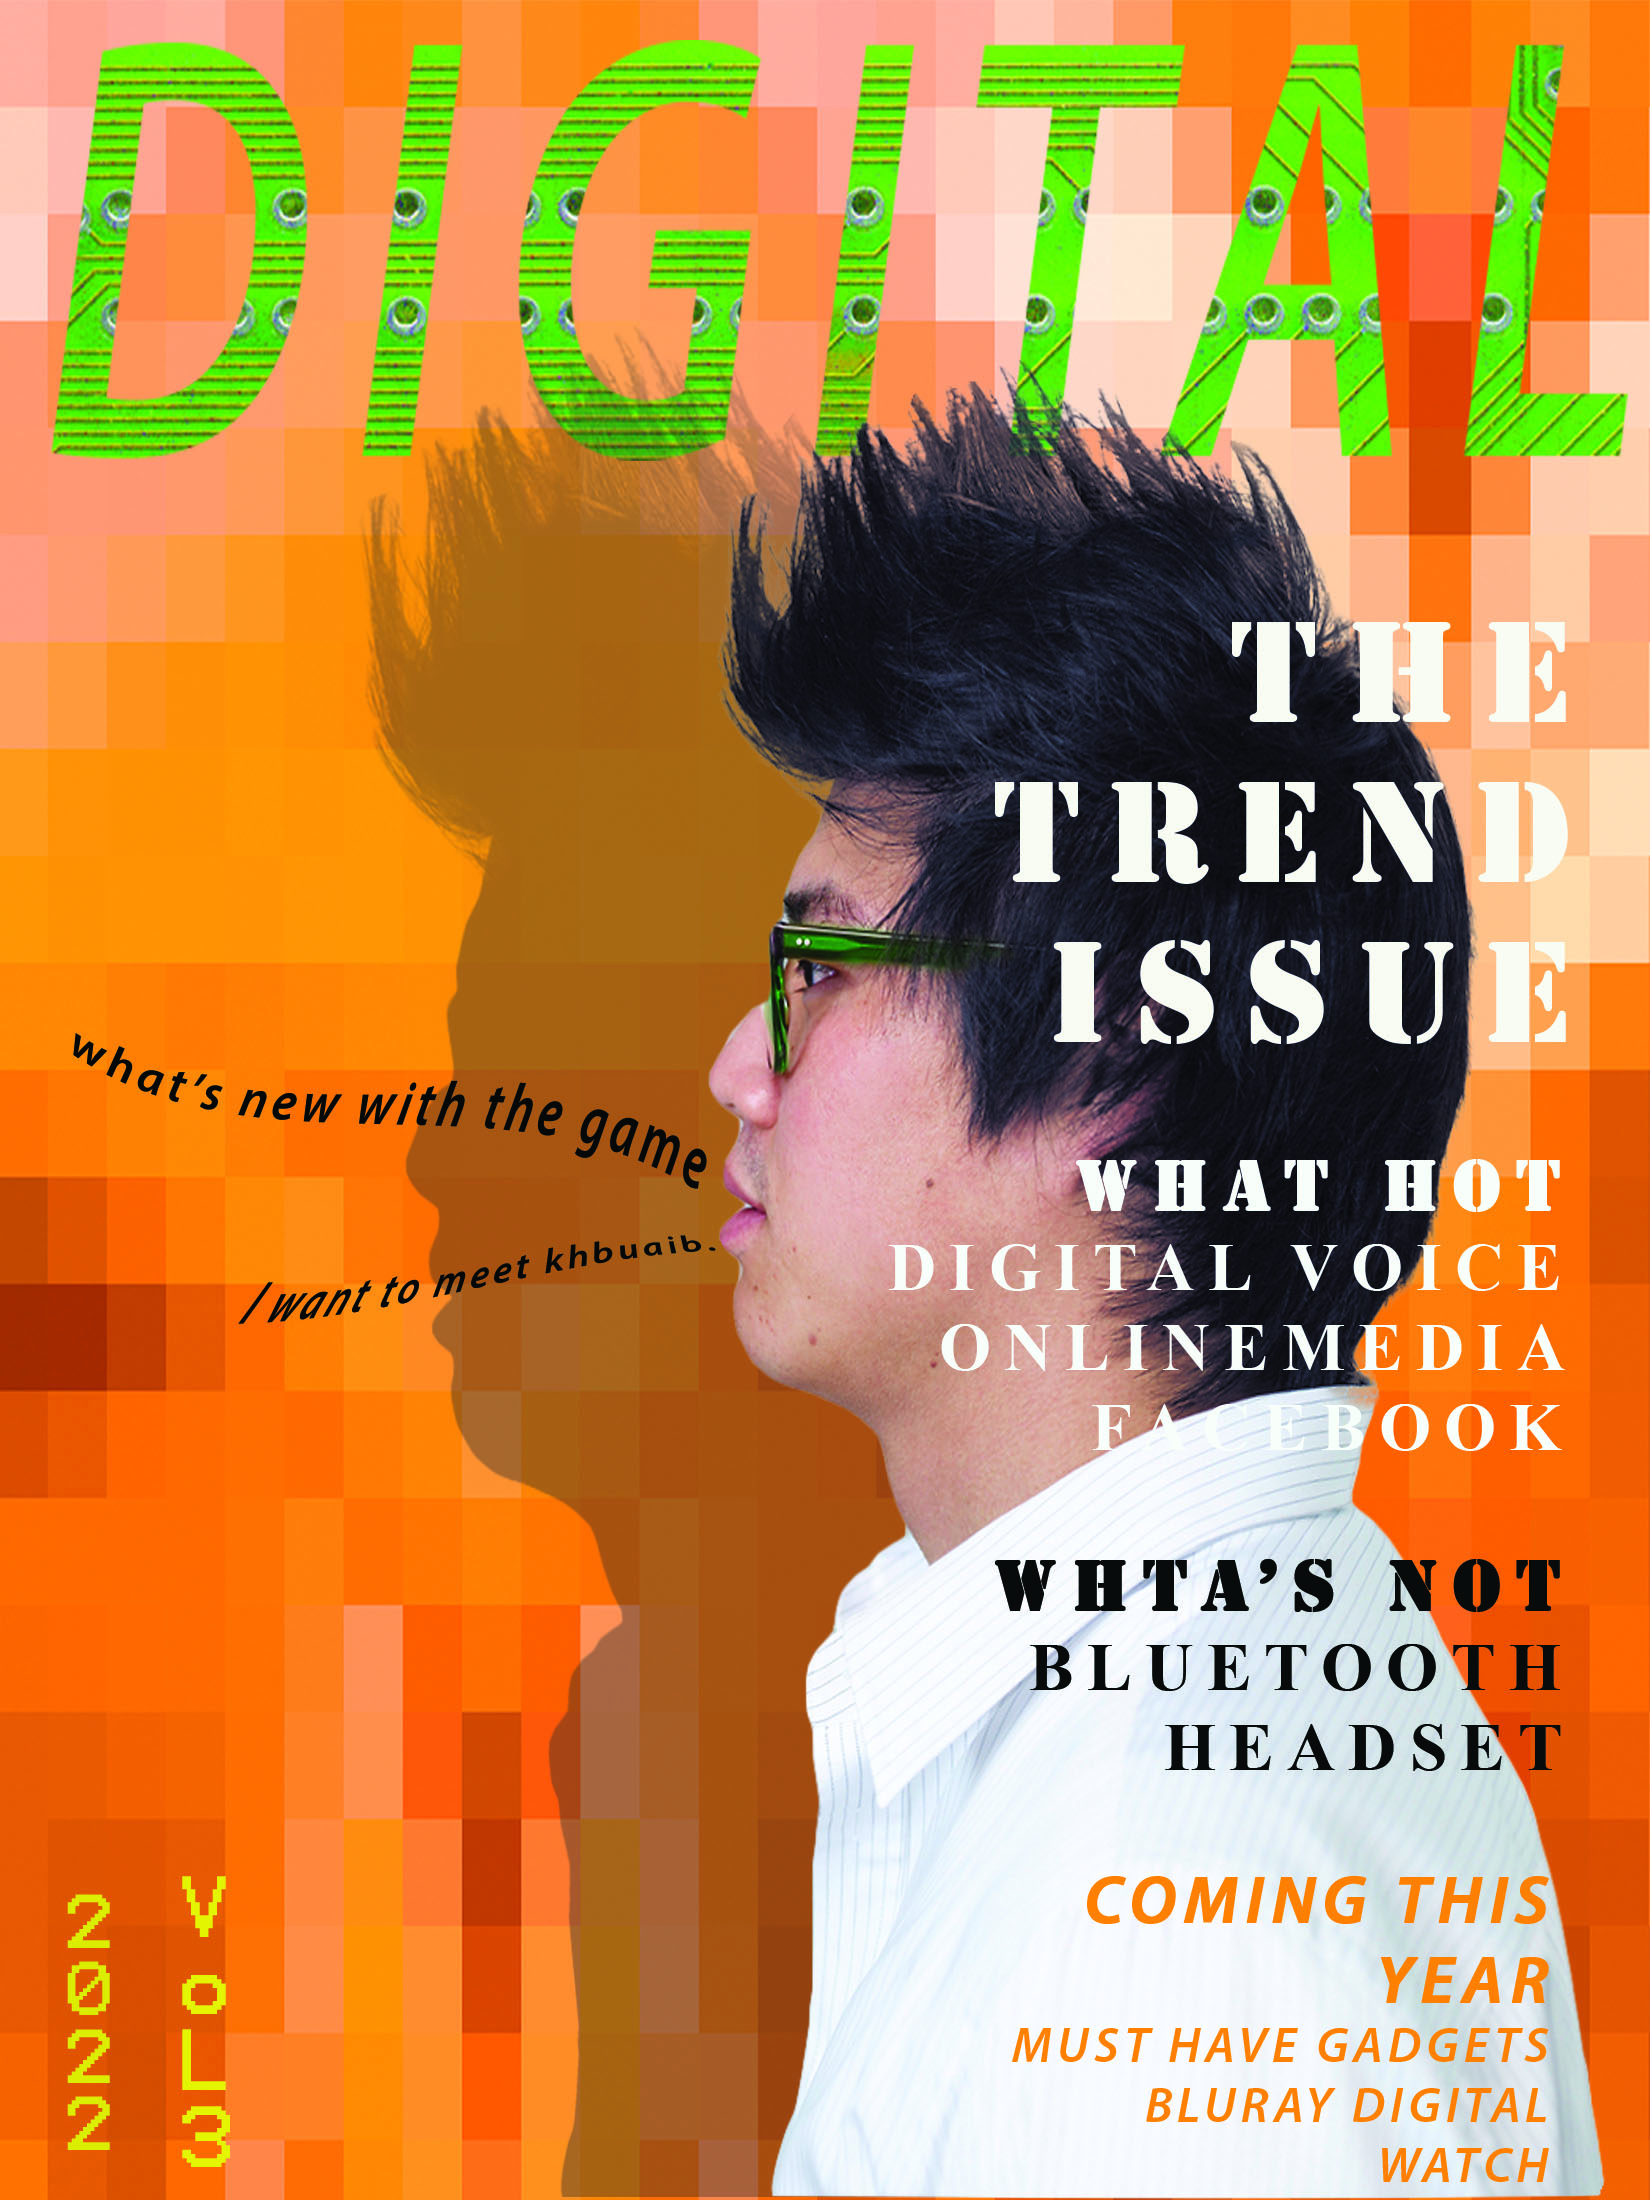 DIGITAL
THE
TREND
ISSUE
what's new with the game
I want to meet khbuaib.
WHAT HOT
DIGITAL VOICE
ONLINEMEDIA
FACEBOOK
WHTA'S NOT
BLUETOOTH
HEADSET
COMING THIS
YEAR
MUST HAVE GADGETS
BLURAY DIGITAL
WATCH
2022
VoL3